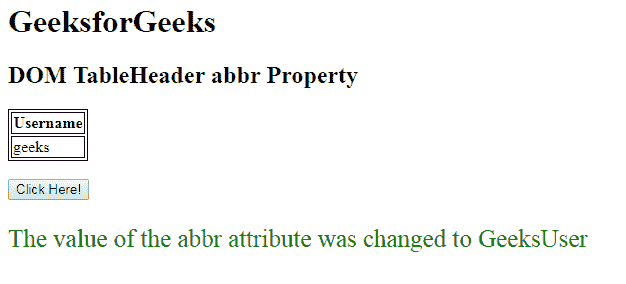 GeeksforGeeks
DOM TableHeader abbr Property
Username
geeks
Click Here!
The value of the abbr attribute was changed to GeeksUser